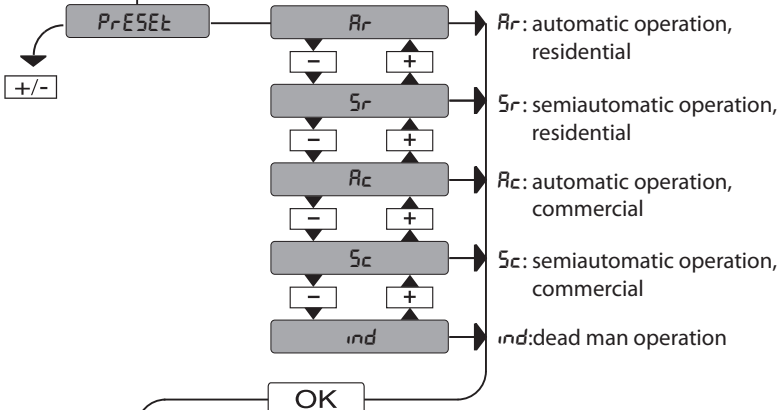 PrESEt
Ar
Ar: automatic operation,
residential
+/-
- +
Sr
Sr: semiautomatic operation,
residential
- +
Ac
Ac: automatic operation,
commercial
- +
Sc
Sc: semiautomatic operation,
commercial
- +
ind
ind:dead man operation
OK